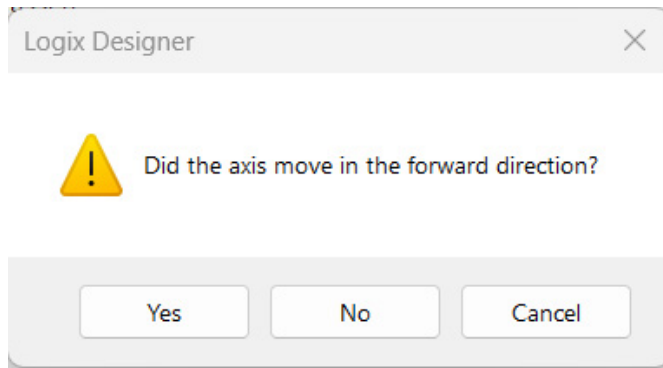 Logix Designer
Did the axis move in the forward direction?
Yes
No
Cancel